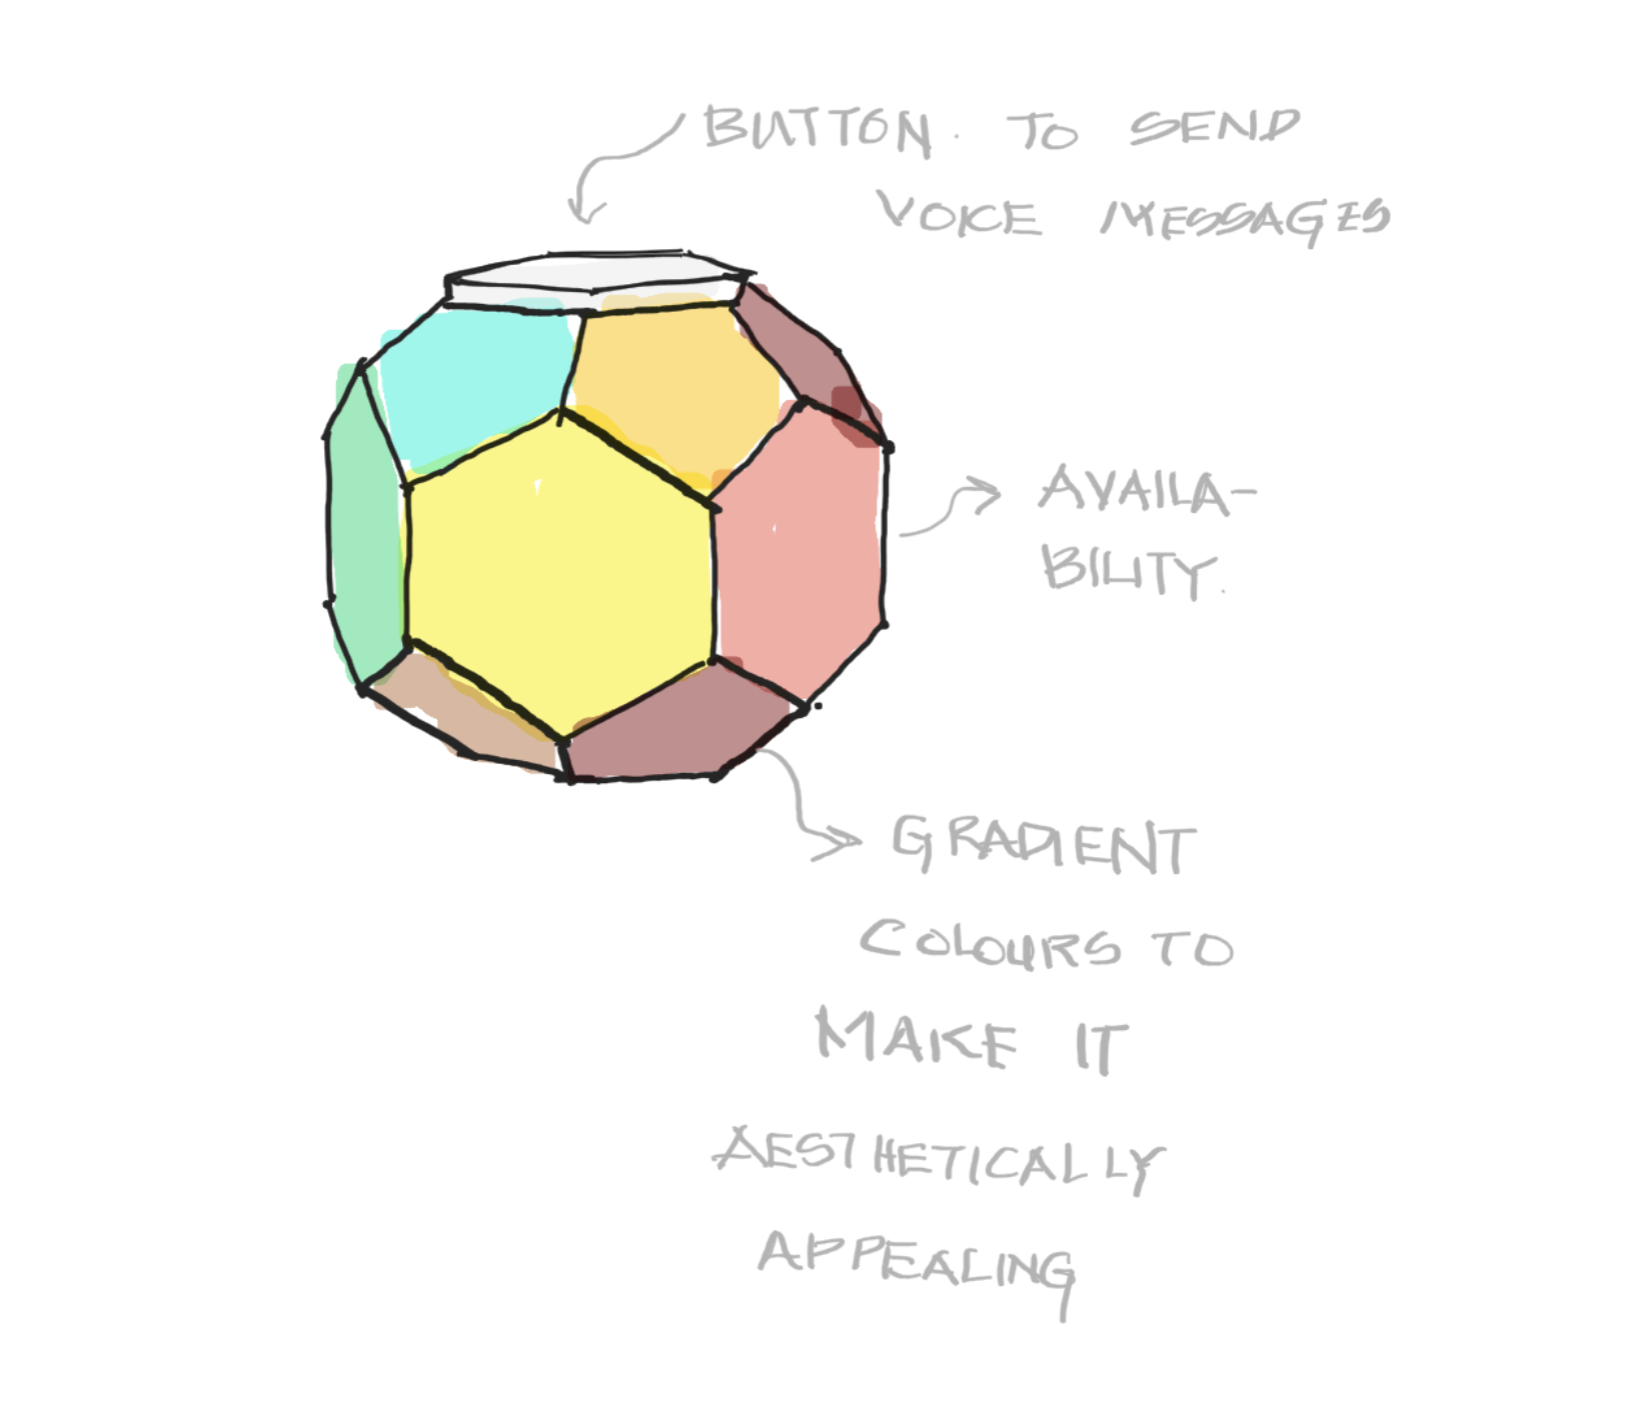 BUTTON. TO SEND
VOICE MESSAGES
AVAILA-
BILITY.
GRADIENT
COLOURS TO
MAKE IT
AESTHETICALLY
APPEALING